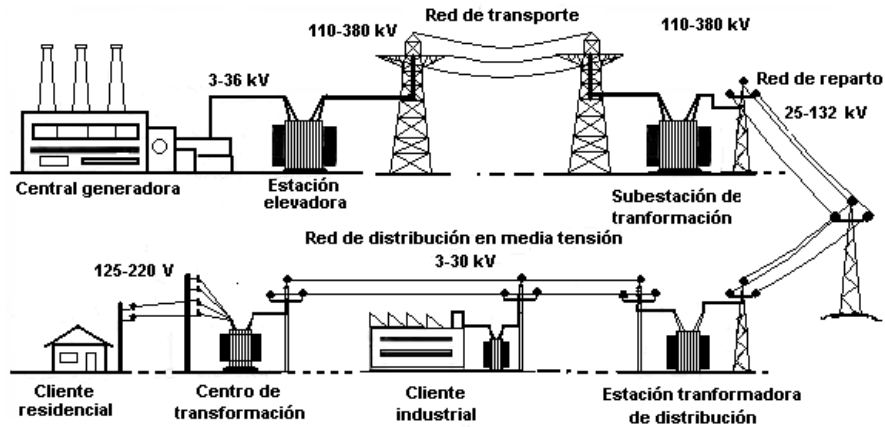 Red de transporte
110-380 kV
110-380 kV
3-36 kV
Red de reparto
25-132 kV
Central generadora
Estación
elevadora
Subestación de
tranformación
Red de distribución en media tensión
3-30 kV
125-220 V
Cliente
residencial
Centro de
transformación
Cliente
industrial
Estación tranformadora
de distribución